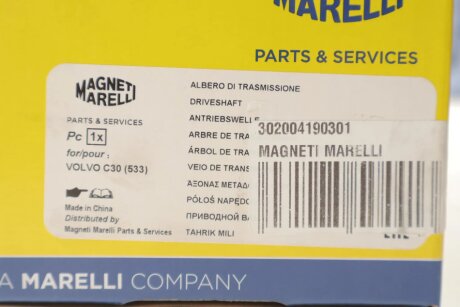 MARELLI
PARTS & SERVICES
MAGNETI
MARELLI
PARTS & SERVICES
Pc 1x
for/pour :
VOLVO C30 (533)
Made in China
Distributed by
Magneti Marelli Parts & Services
ALBERO DI TRASMISSIONE
DRIVESHAFT
ANTRIEBSWELLE
ARBRE DE TRA
ÁRBOL DE TRA
VEIO DE TRANS
ΑΞΟΝΑΣ ΜΕΤΑΔ
PÓŁOŚ NAPĘDO
ПРИВОДНОЙ ВА
TAHRIK MILI
302004190301
MAGNETI MARELLI
A MARELLI COMPANY